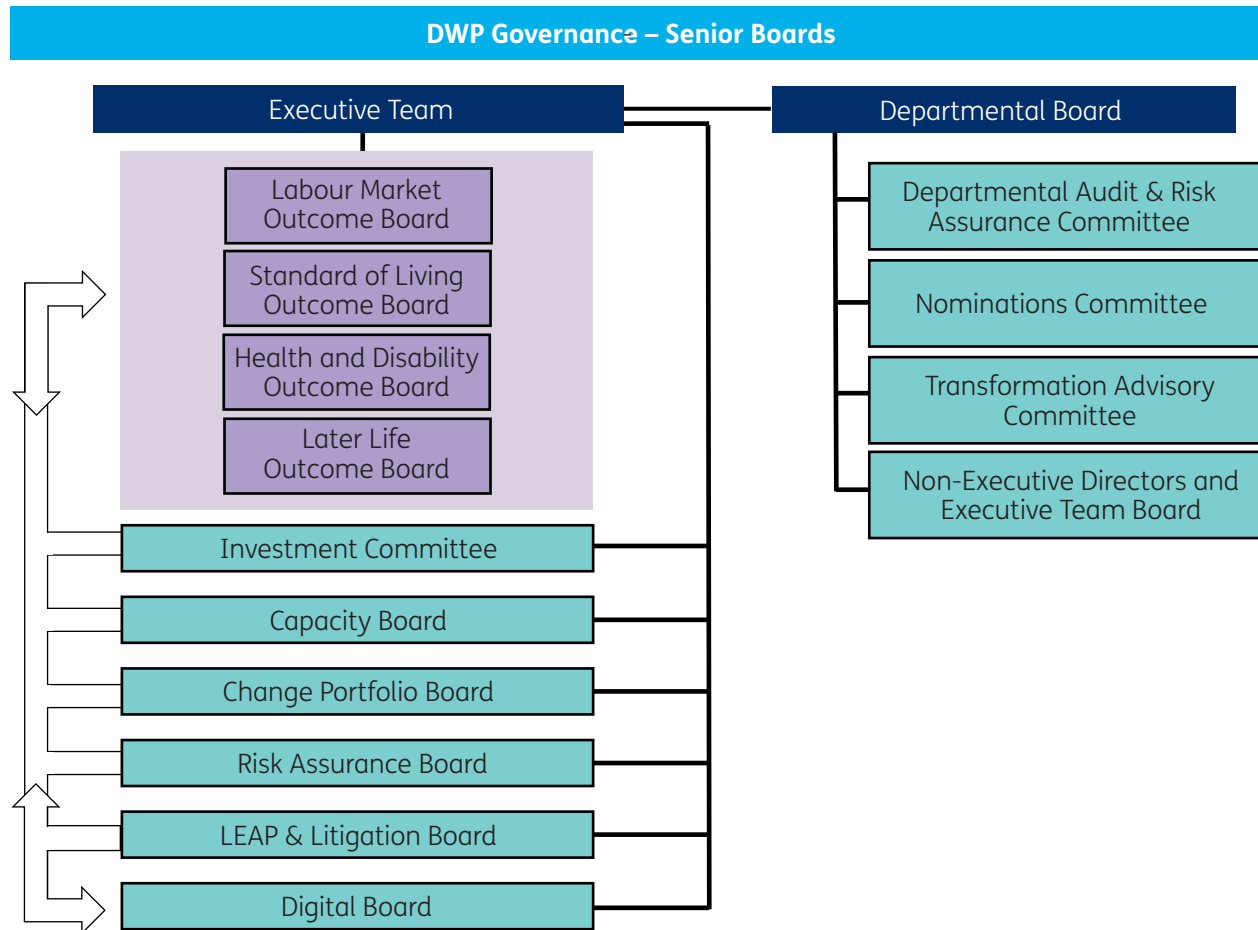 DWP Governance – Senior Boards
Executive Team
Departmental Board
Labour Market
Outcome Board
Standard of Living
Outcome Board
Health and Disability
Outcome Board
Later Life
Outcome Board
Investment Committee
Capacity Board
Change Portfolio Board
Risk Assurance Board
LEAP & Litigation Board
Digital Board
Departmental Audit & Risk
Assurance Committee
Nominations Committee
Transformation Advisory
Committee
Non-Executive Directors and
Executive Team Board